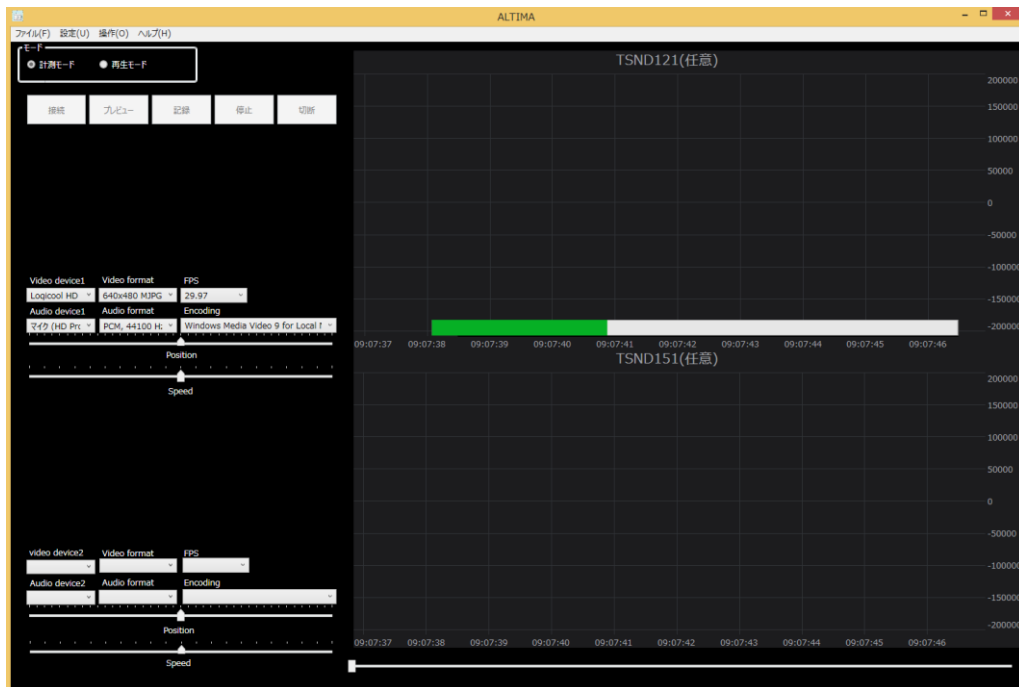 ALTIMA
ファイル(F) 設定(U) 操作(O) ヘルプ(H)
モード
計測モード 再生モード
接続 プレビュー 記録 停止 切断
Video device1 Video format FPS
Logicool HD 640x480 MJPG 29.97
Audio device1 Audio format Encoding
マイク (HD Prc PCM, 44100 H: Windows Media Video 9 for Local
Position
Speed
video device2 Video format FPS
Audio device2 Audio format Encoding
Position
Speed
TSND121(任意)
200000
150000
100000
50000
0
-50000
-100000
-150000
-200000
09:07:37 09:07:38 09:07:39 09:07:40 09:07:41 09:07:42 09:07:43 09:07:44 09:07:45 09:07:46
TSND151(任意)
200000
150000
100000
50000
0
-50000
-100000
-150000
-200000
09:07:37 09:07:38 09:07:39 09:07:40 09:07:41 09:07:42 09:07:43 09:07:44 09:07:45 09:07:46